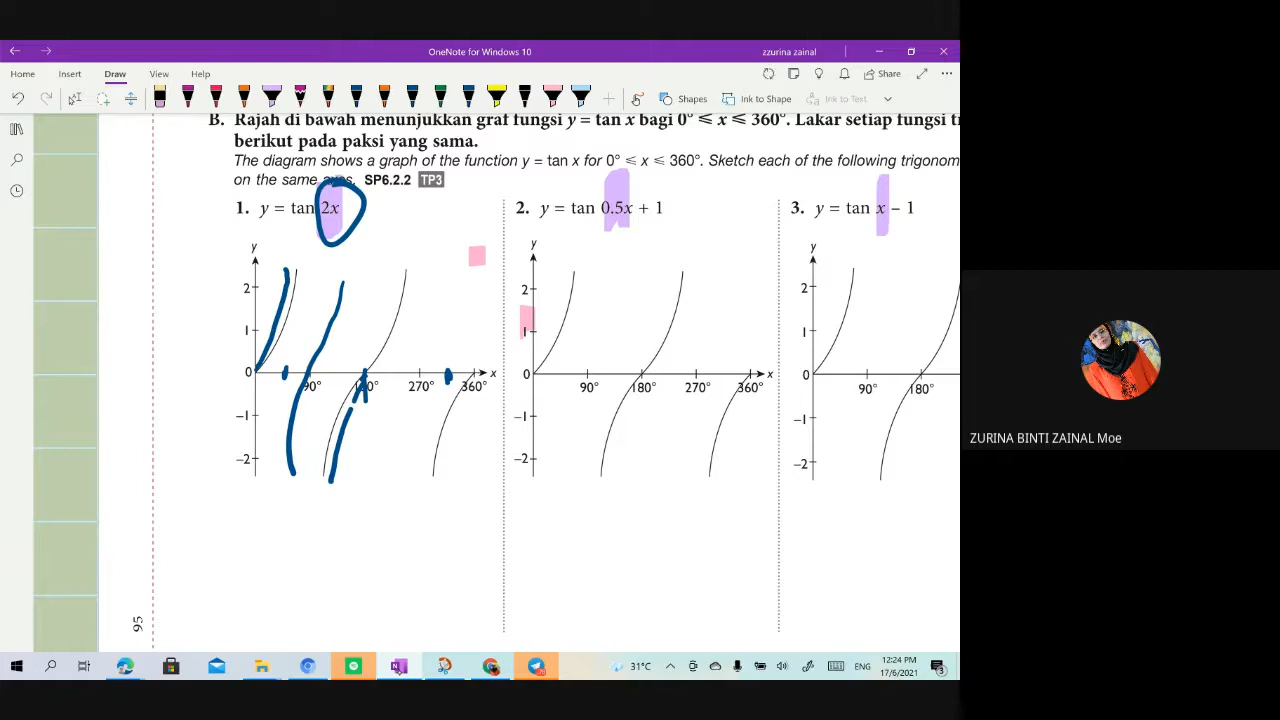 OneNote for Windows 10
zzurina zainal
Home Insert Draw View Help
Share
Shapes
Ink to Shape
Ink to Text
B. Rajah di bawah menunjukkan graf fungsi y = tan x bagi 0° ⩽ x ⩽ 360°. Lakar setiap fungsi t
berikut pada paksi yang sama.
The diagram shows a graph of the function y = tan x for 0° ⩽ x ⩽ 360°. Sketch each of the following trigonom
on the same axes. SP6.2.2 TP3
1. y = tan 2x
2. y = tan 0.5x + 1
3. y = tan x – 1
y
2
1
0
–1
–2
90°
180°
270°
360°
x
y
2
1
0
–1
–2
90°
180°
270°
360°
x
y
2
1
0
–1
–2
90°
180°
95
ZURINA BINTI ZAINAL Moe
31°C
ENG
12:24 PM
17/6/2021
3